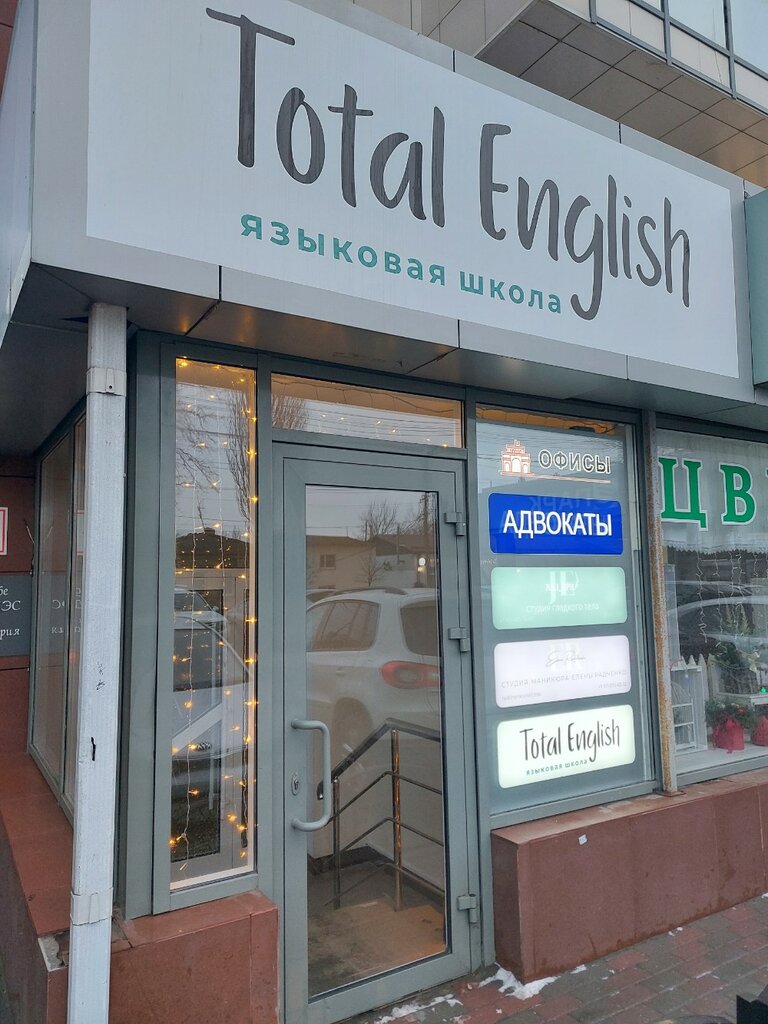 Total English
языковая школа
ОФИСЫ
АДВОКАТЫ
ЦВ
СТУДИЯ ГЛАДКОГО ТЕЛА
СТУДИЯ МАНИКЮРА ЕЛЕНЫ РАДЧЕНКО
Total English
языковая школа